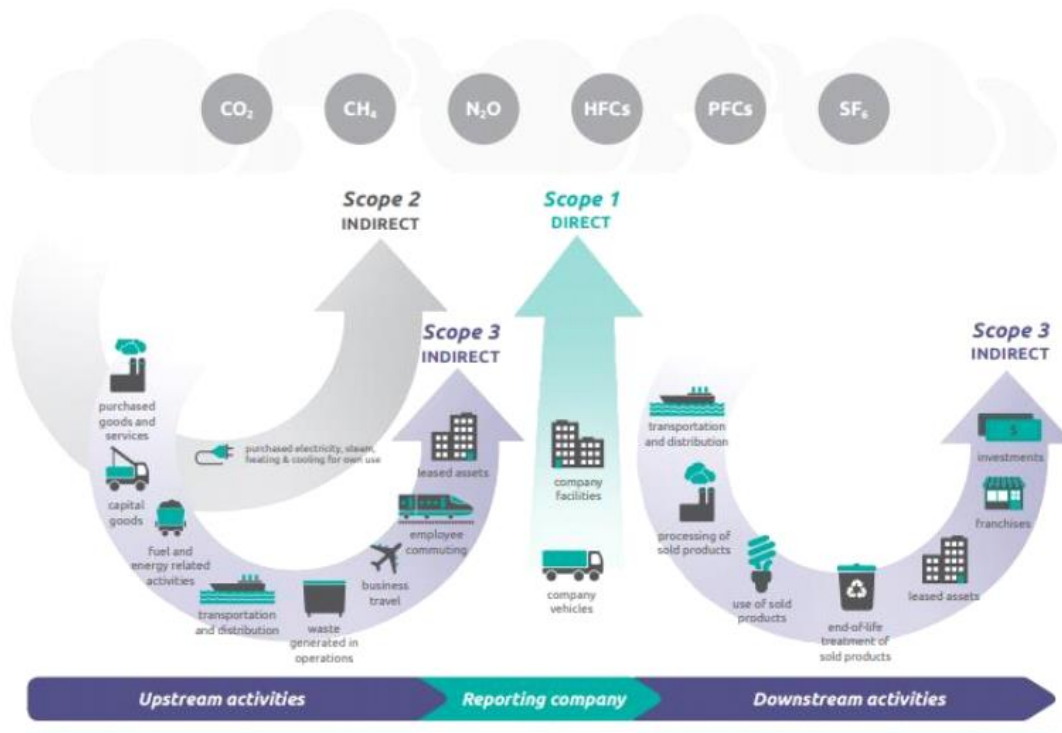 CO₂
CH₄
N₂O
HFCs
PFCs
SF₆
Scope 2
INDIRECT
Scope 1
DIRECT
Scope 3
INDIRECT
Scope 3
INDIRECT
purchased
goods and
services
capital
goods
fuel and
energy related
activities
transportation
and distribution
waste
generated in
operations
business
travel
employee
commuting
leased assets
purchased electricity, steam,
heating & cooling for own use
company
facilities
company
vehicles
transportation
and distribution
processing of
sold products
use of sold
products
end-of-life
treatment of
sold products
leased assets
franchises
$
investments
Upstream activities
Reporting company
Downstream activities